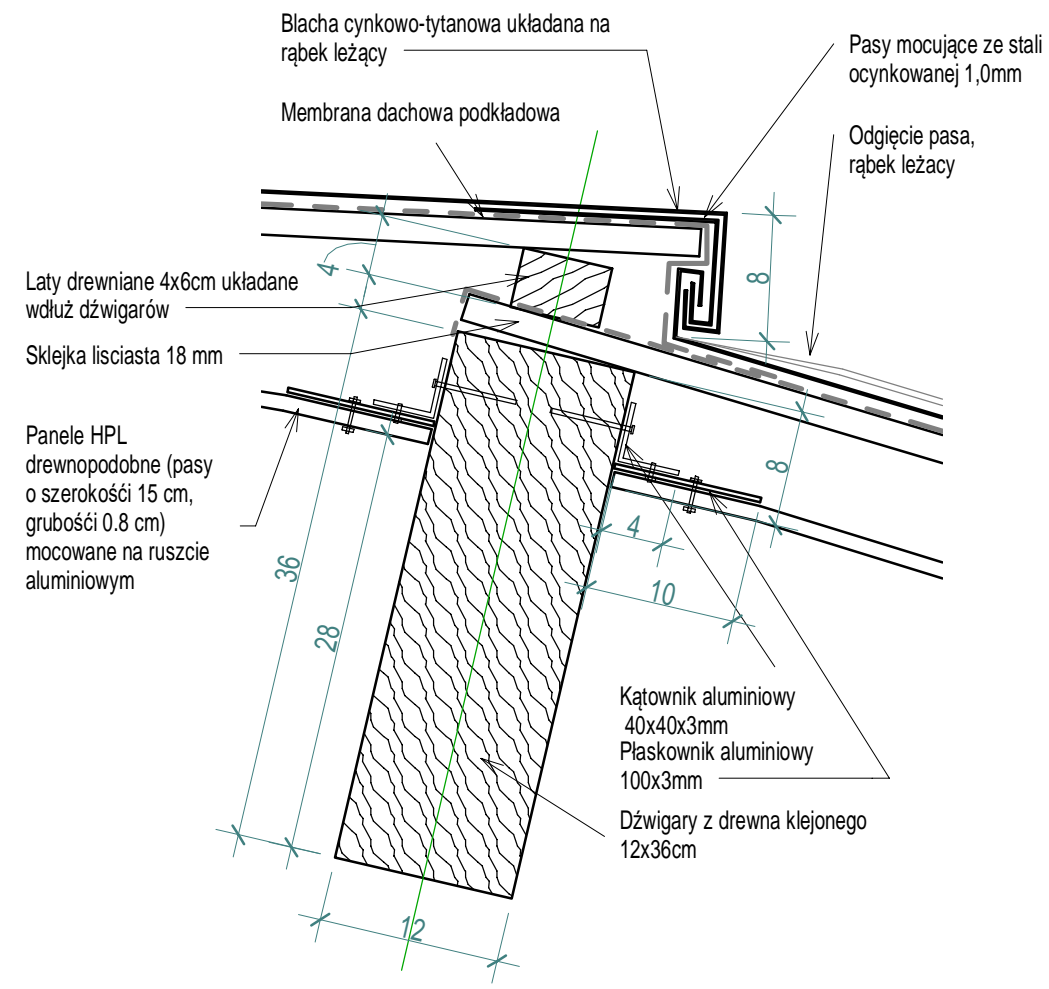 Blacha cynkowo-tytanowa układana na
rąbek leżący
Pasy mocujące ze stali
ocynkowanej 1,0mm
Membrana dachowa podkładowa
Odgięcie pasa,
rąbek leżacy
8
4
Laty drewniane 4x6cm układane
wdłuż dźwigarów
Sklejka lisciasta 18 mm
Panele HPL
drewnopodobne (pasy
o szerokośći 15 cm,
grubośći 0.8 cm)
mocowane na ruszcie
aluminiowym
8
4
10
36
28
Kątownik aluminiowy
40x40x3mm
Płaskownik aluminiowy
100x3mm
Dźwigary z drewna klejonego
12x36cm
12